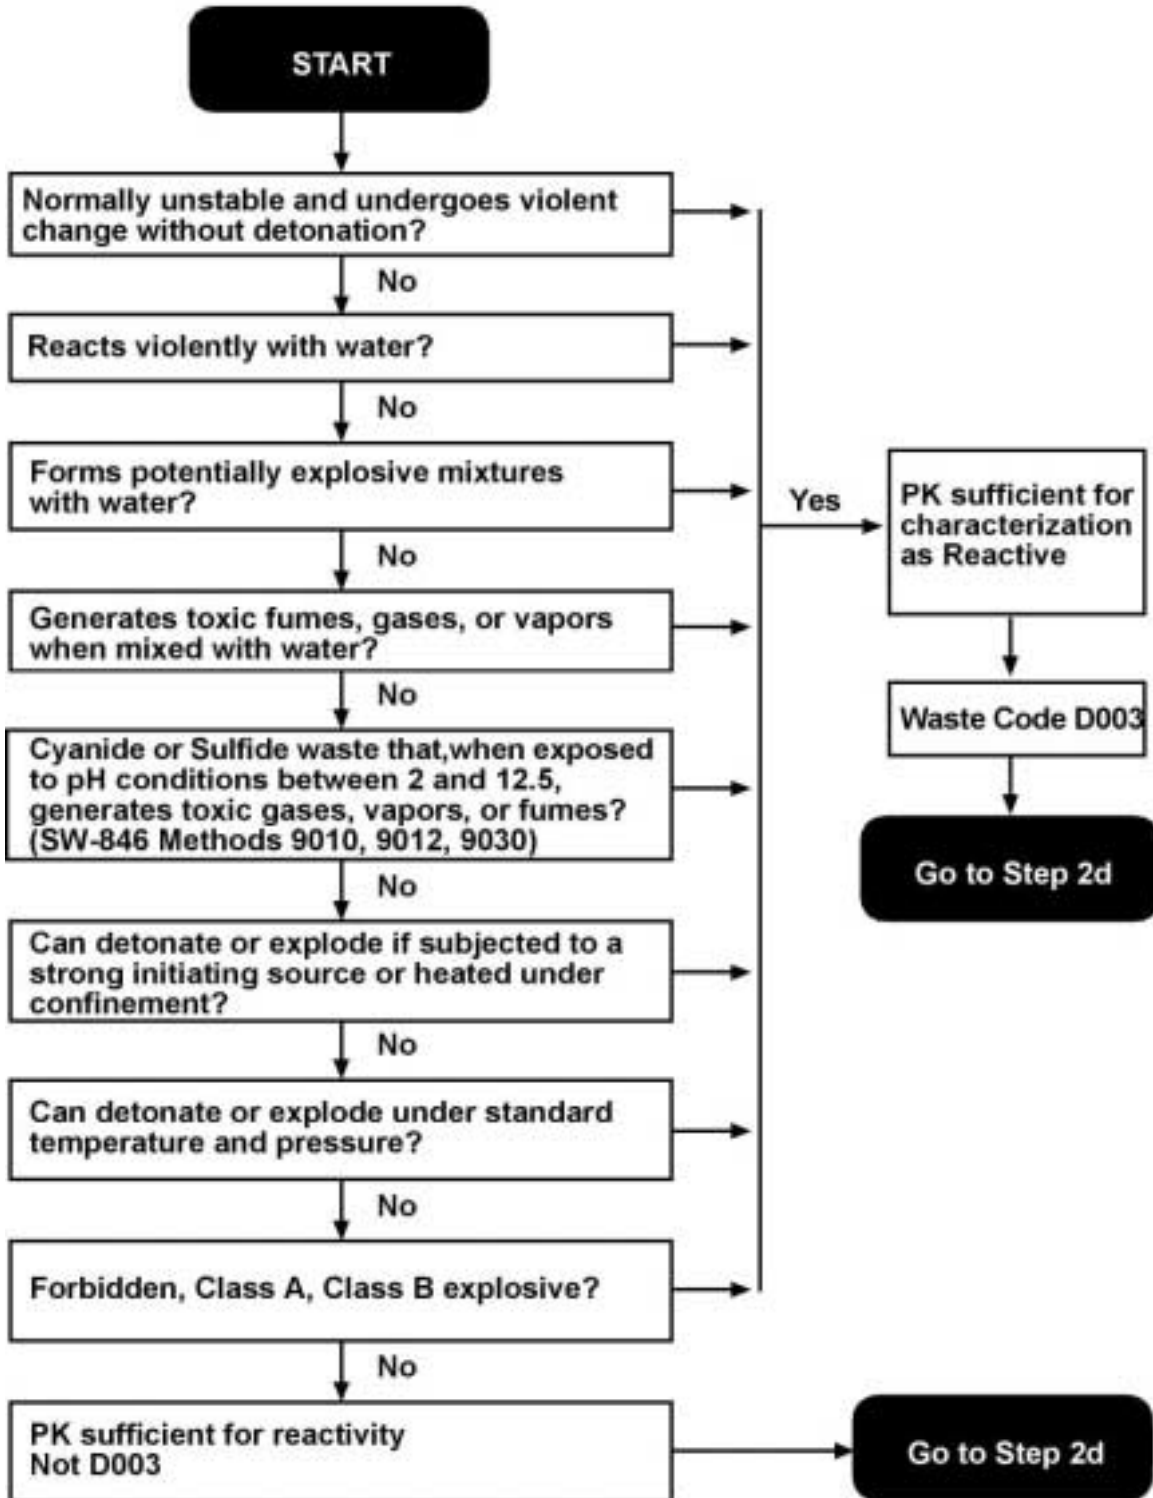 START
Normally unstable and undergoes violent
change without detonation?
No
Reacts violently with water?
No
Forms potentially explosive mixtures
with water?
No
Generates toxic fumes, gases, or vapors
when mixed with water?
No
Cyanide or Sulfide waste that,when exposed
to pH conditions between 2 and 12.5,
generates toxic gases, vapors, or fumes?
(SW-846 Methods 9010, 9012, 9030)
No
Can detonate or explode if subjected to a
strong initiating source or heated under
confinement?
No
Can detonate or explode under standard
temperature and pressure?
No
Forbidden, Class A, Class B explosive?
No
PK sufficient for reactivity
Not D003
Go to Step 2d
Yes
PK sufficient for
characterization
as Reactive
Waste Code D003
Go to Step 2d